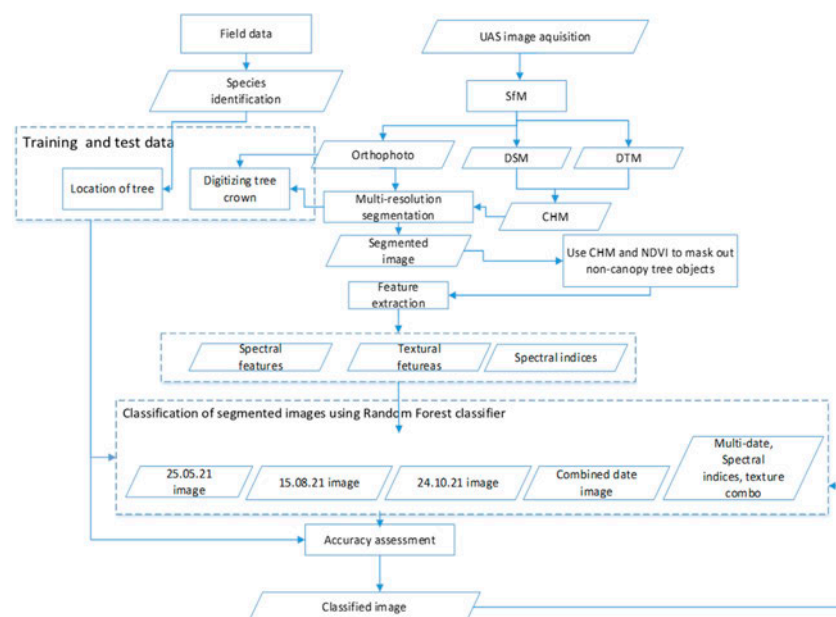 Field data
UAS image aquisition
Species
identification
SfM
Training  and test data
Orthophoto
DSM
DTM
Location of tree
Digitizing tree
crown
Multi-resolution
segmentation
CHM
Segmented
image
Use CHM and NDVI to mask out
non-canopy tree objects
Feature
extraction
Spectral
features
Textural
fetureas
Spectral indices
Classification of segmented images using Random Forest classifier
25.05.21
image
15.08.21 image
24.10.21 image
Combined date
image
Multi-date,
Spectral
indices, texture
combo
Accuracy assessment
Classified image